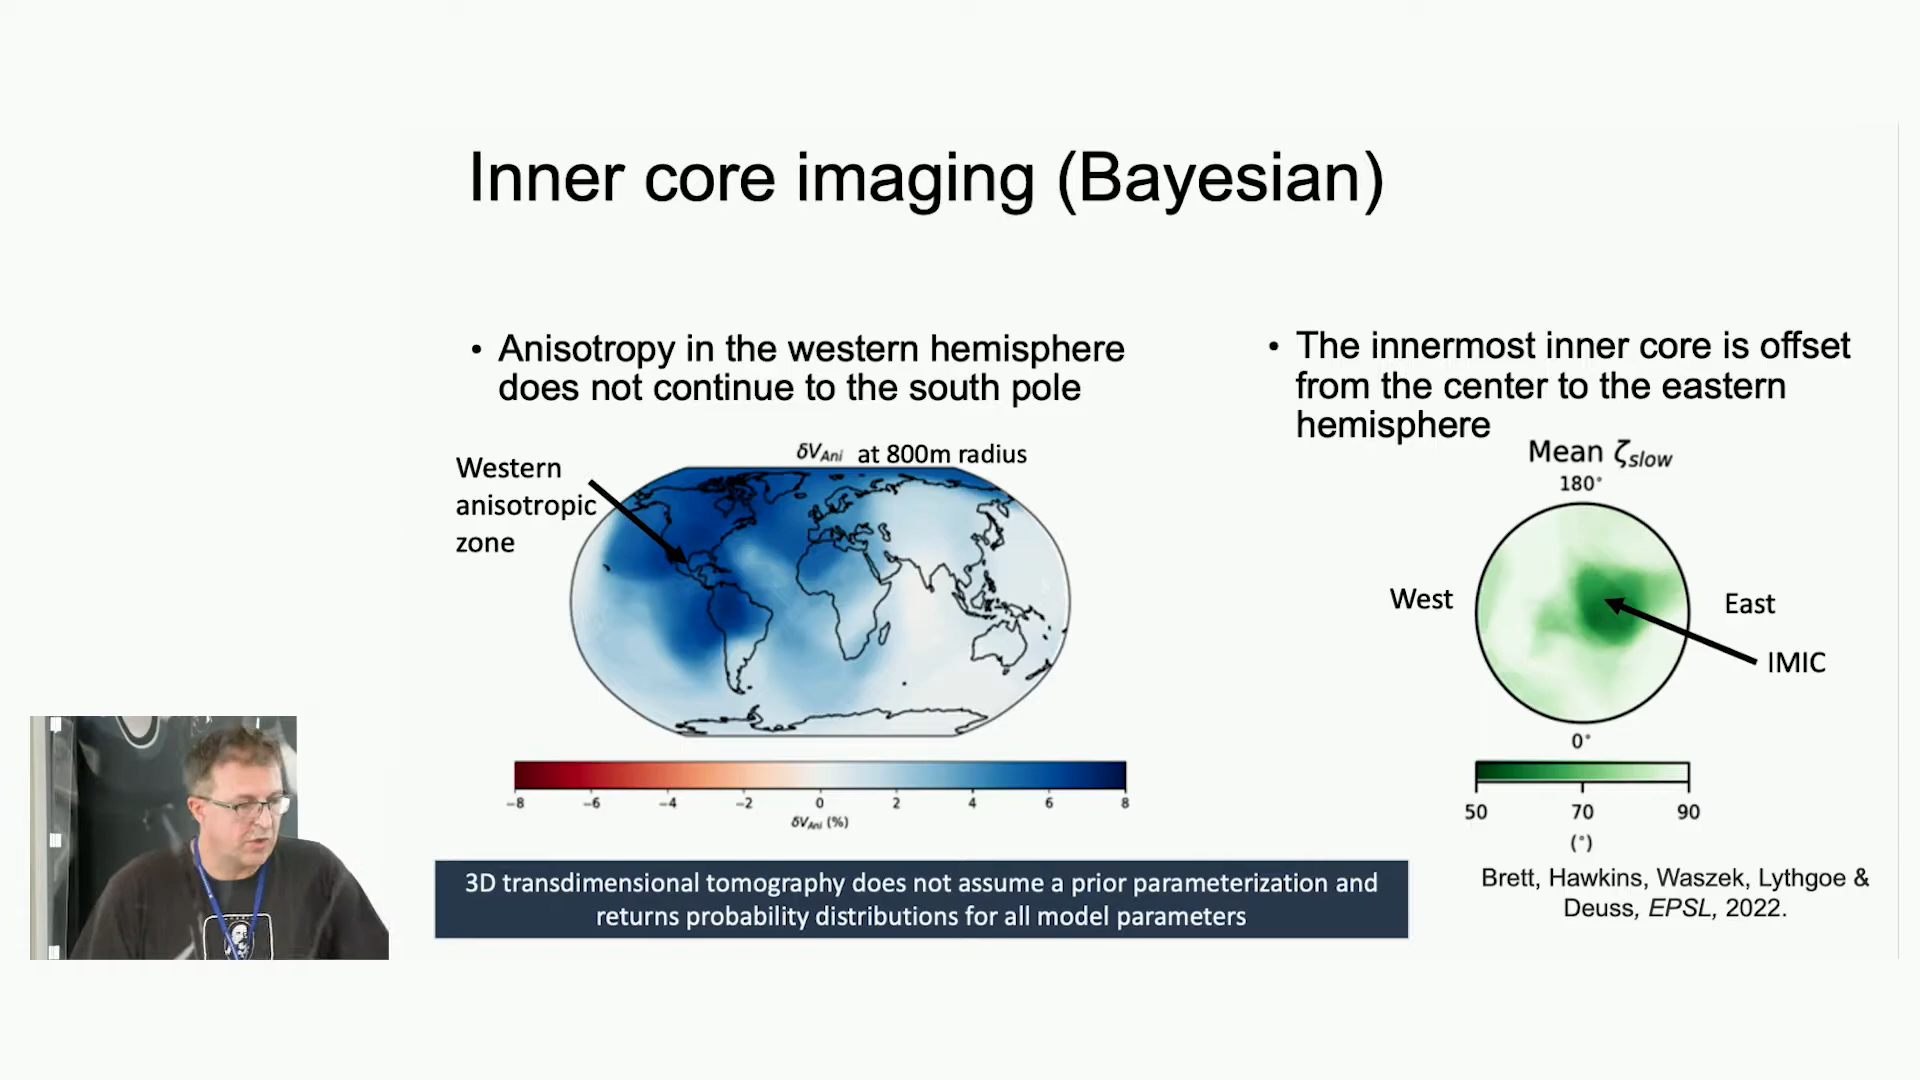 Inner core imaging (Bayesian)
• Anisotropy in the western hemisphere
does not continue to the south pole
• The innermost inner core is offset
from the center to the eastern
hemisphere
Western
anisotropic
zone
δV_Ani at 800m radius
-8 -6 -4 -2 0 2 4 6 8
δV_Ani (%)
Mean ζ_slow
180°
West
East
IMIC
0°
50 70 90
(°)
3D transdimensional tomography does not assume a prior parameterization and
returns probability distributions for all model parameters
Brett, Hawkins, Waszek, Lythgoe &
Deuss, EPSL, 2022.